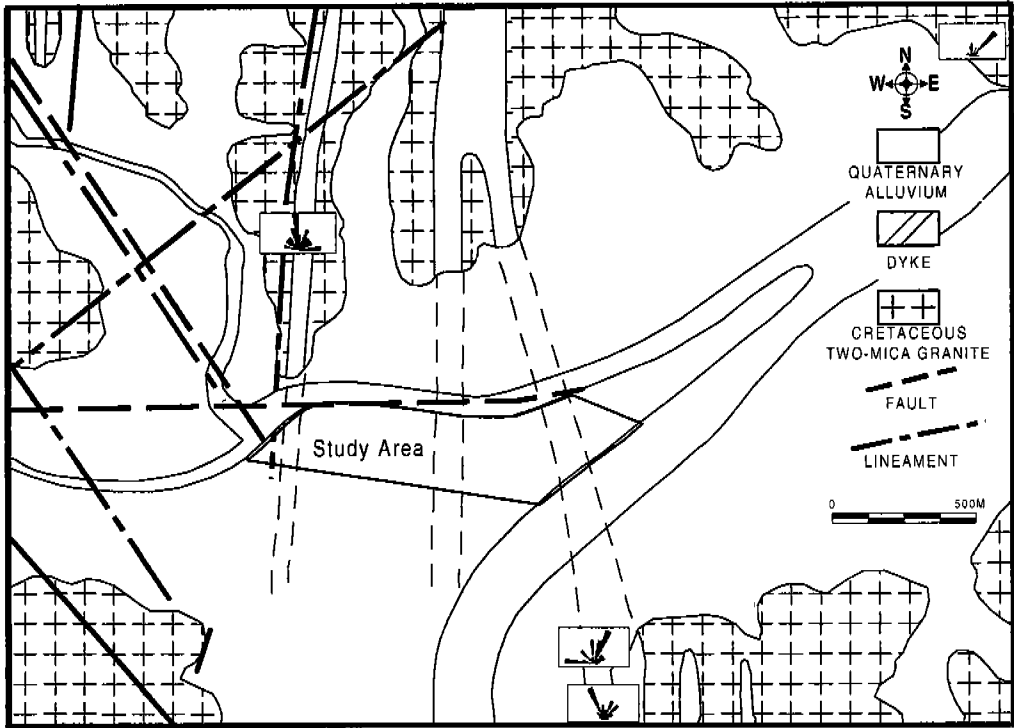 N
W E
S
QUATERNARY
ALLUVIUM
DYKE
CRETACEOUS
TWO-MICA GRANITE
FAULT
LINEAMENT
0 500M
Study Area